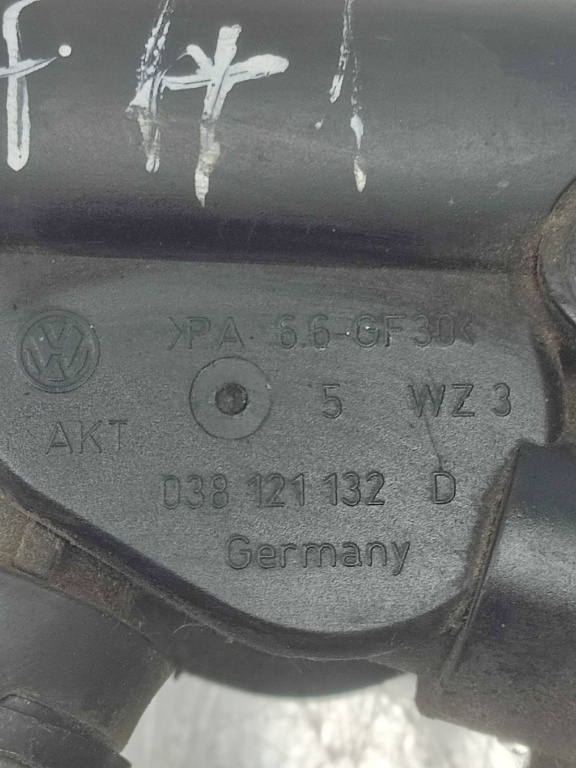 >PA 6.6-GF30<
5 WZ 3
AKT
038 121 132 D
Germany